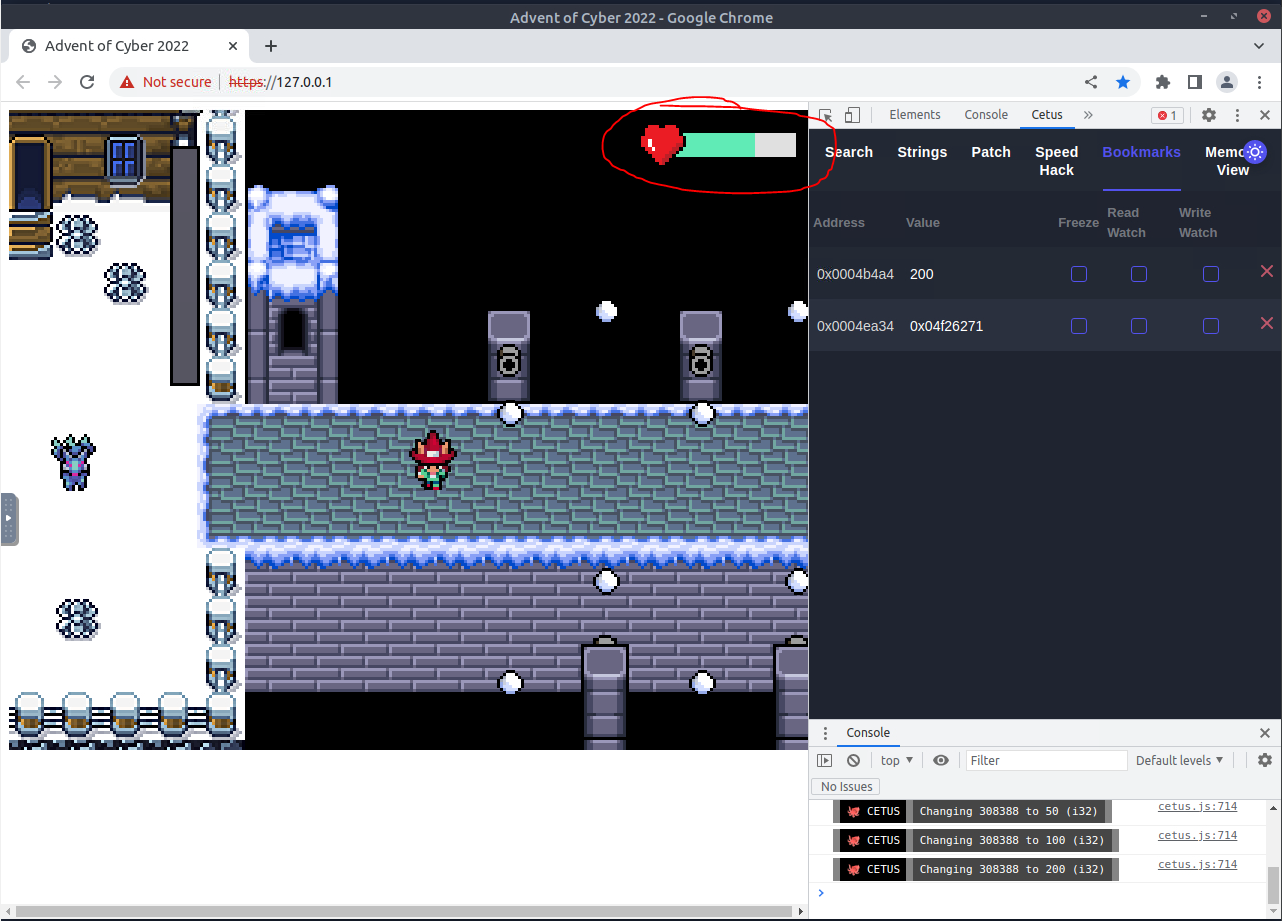 Advent of Cyber 2022 - Google Chrome
Advent of Cyber 2022
Not secure | https://127.0.0.1
Elements Console Cetus » 1
Search Strings Patch Speed Hack Bookmarks Memo View
Address Value Freeze Read Watch Write Watch
0x0004b4a4 200
0x0004ea34 0x04f26271
Console
top Filter Default levels
No Issues
CETUS Changing 308388 to 50 (i32) cetus.js:714
CETUS Changing 308388 to 100 (i32) cetus.js:714
CETUS Changing 308388 to 200 (i32) cetus.js:714